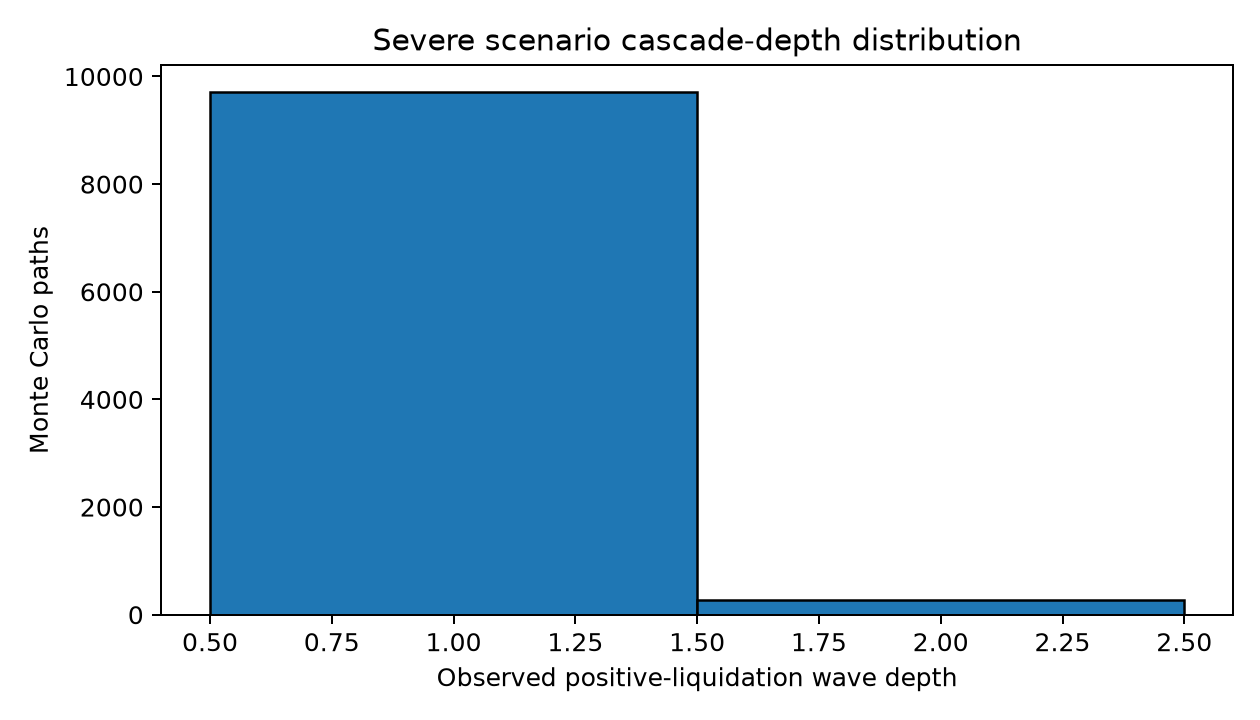 Severe scenario cascade-depth distribution
10000
8000
6000
4000
2000
0
Monte Carlo paths
0.50 0.75 1.00 1.25 1.50 1.75 2.00 2.25 2.50
Observed positive-liquidation wave depth